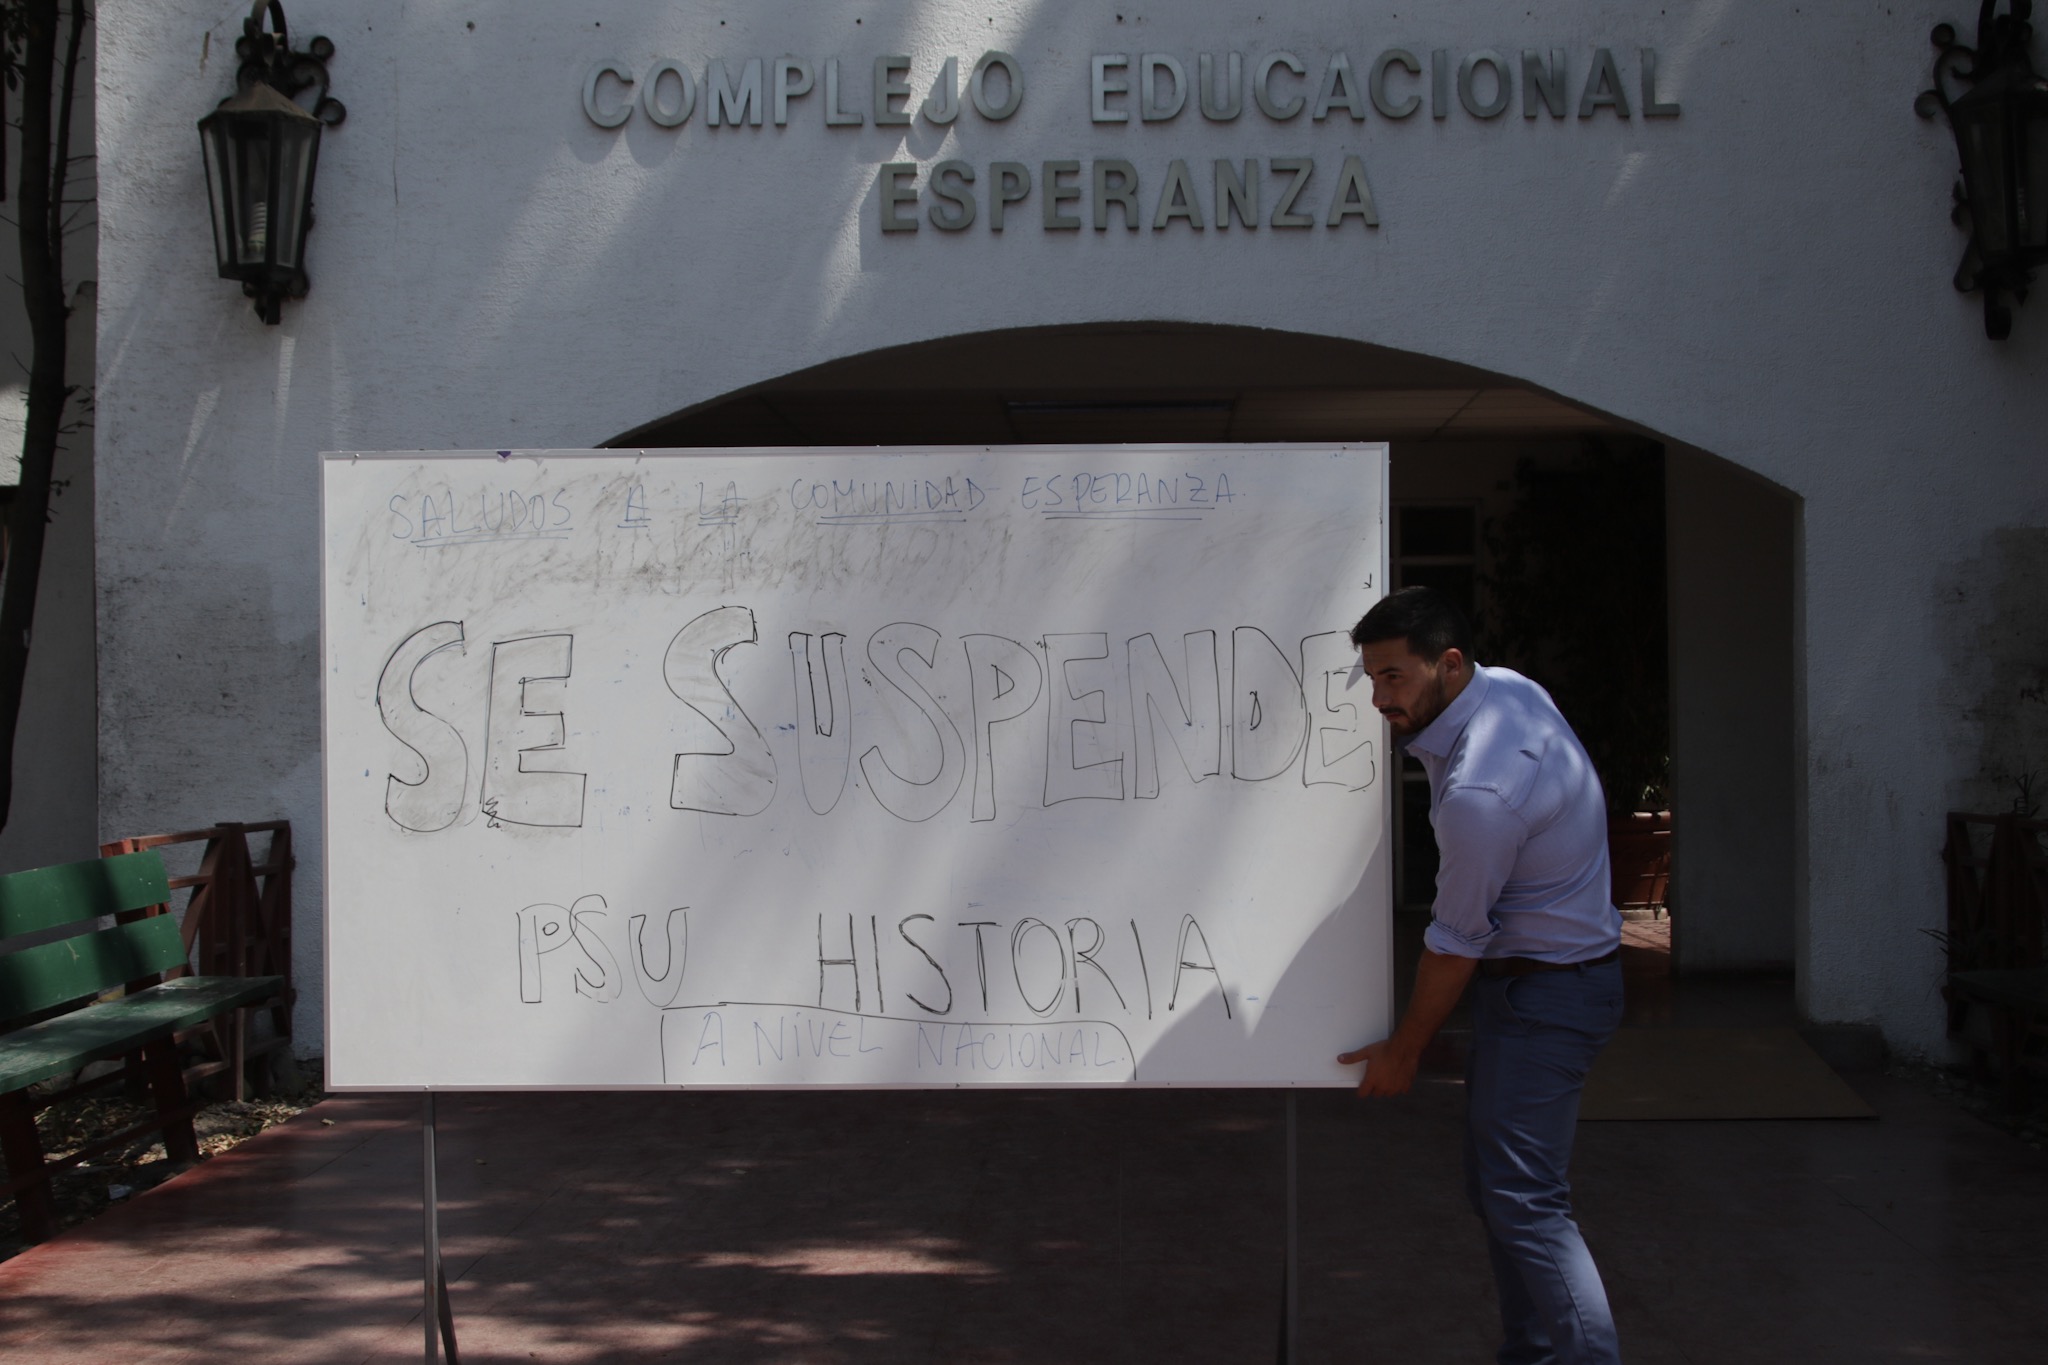 COMPLEJO EDUCACIONAL
ESPERANZA
SALUDOS A LA COMUNIDAD ESPERANZA.
SE SUSPENDE
PSU HISTORIA
A NIVEL NACIONAL.